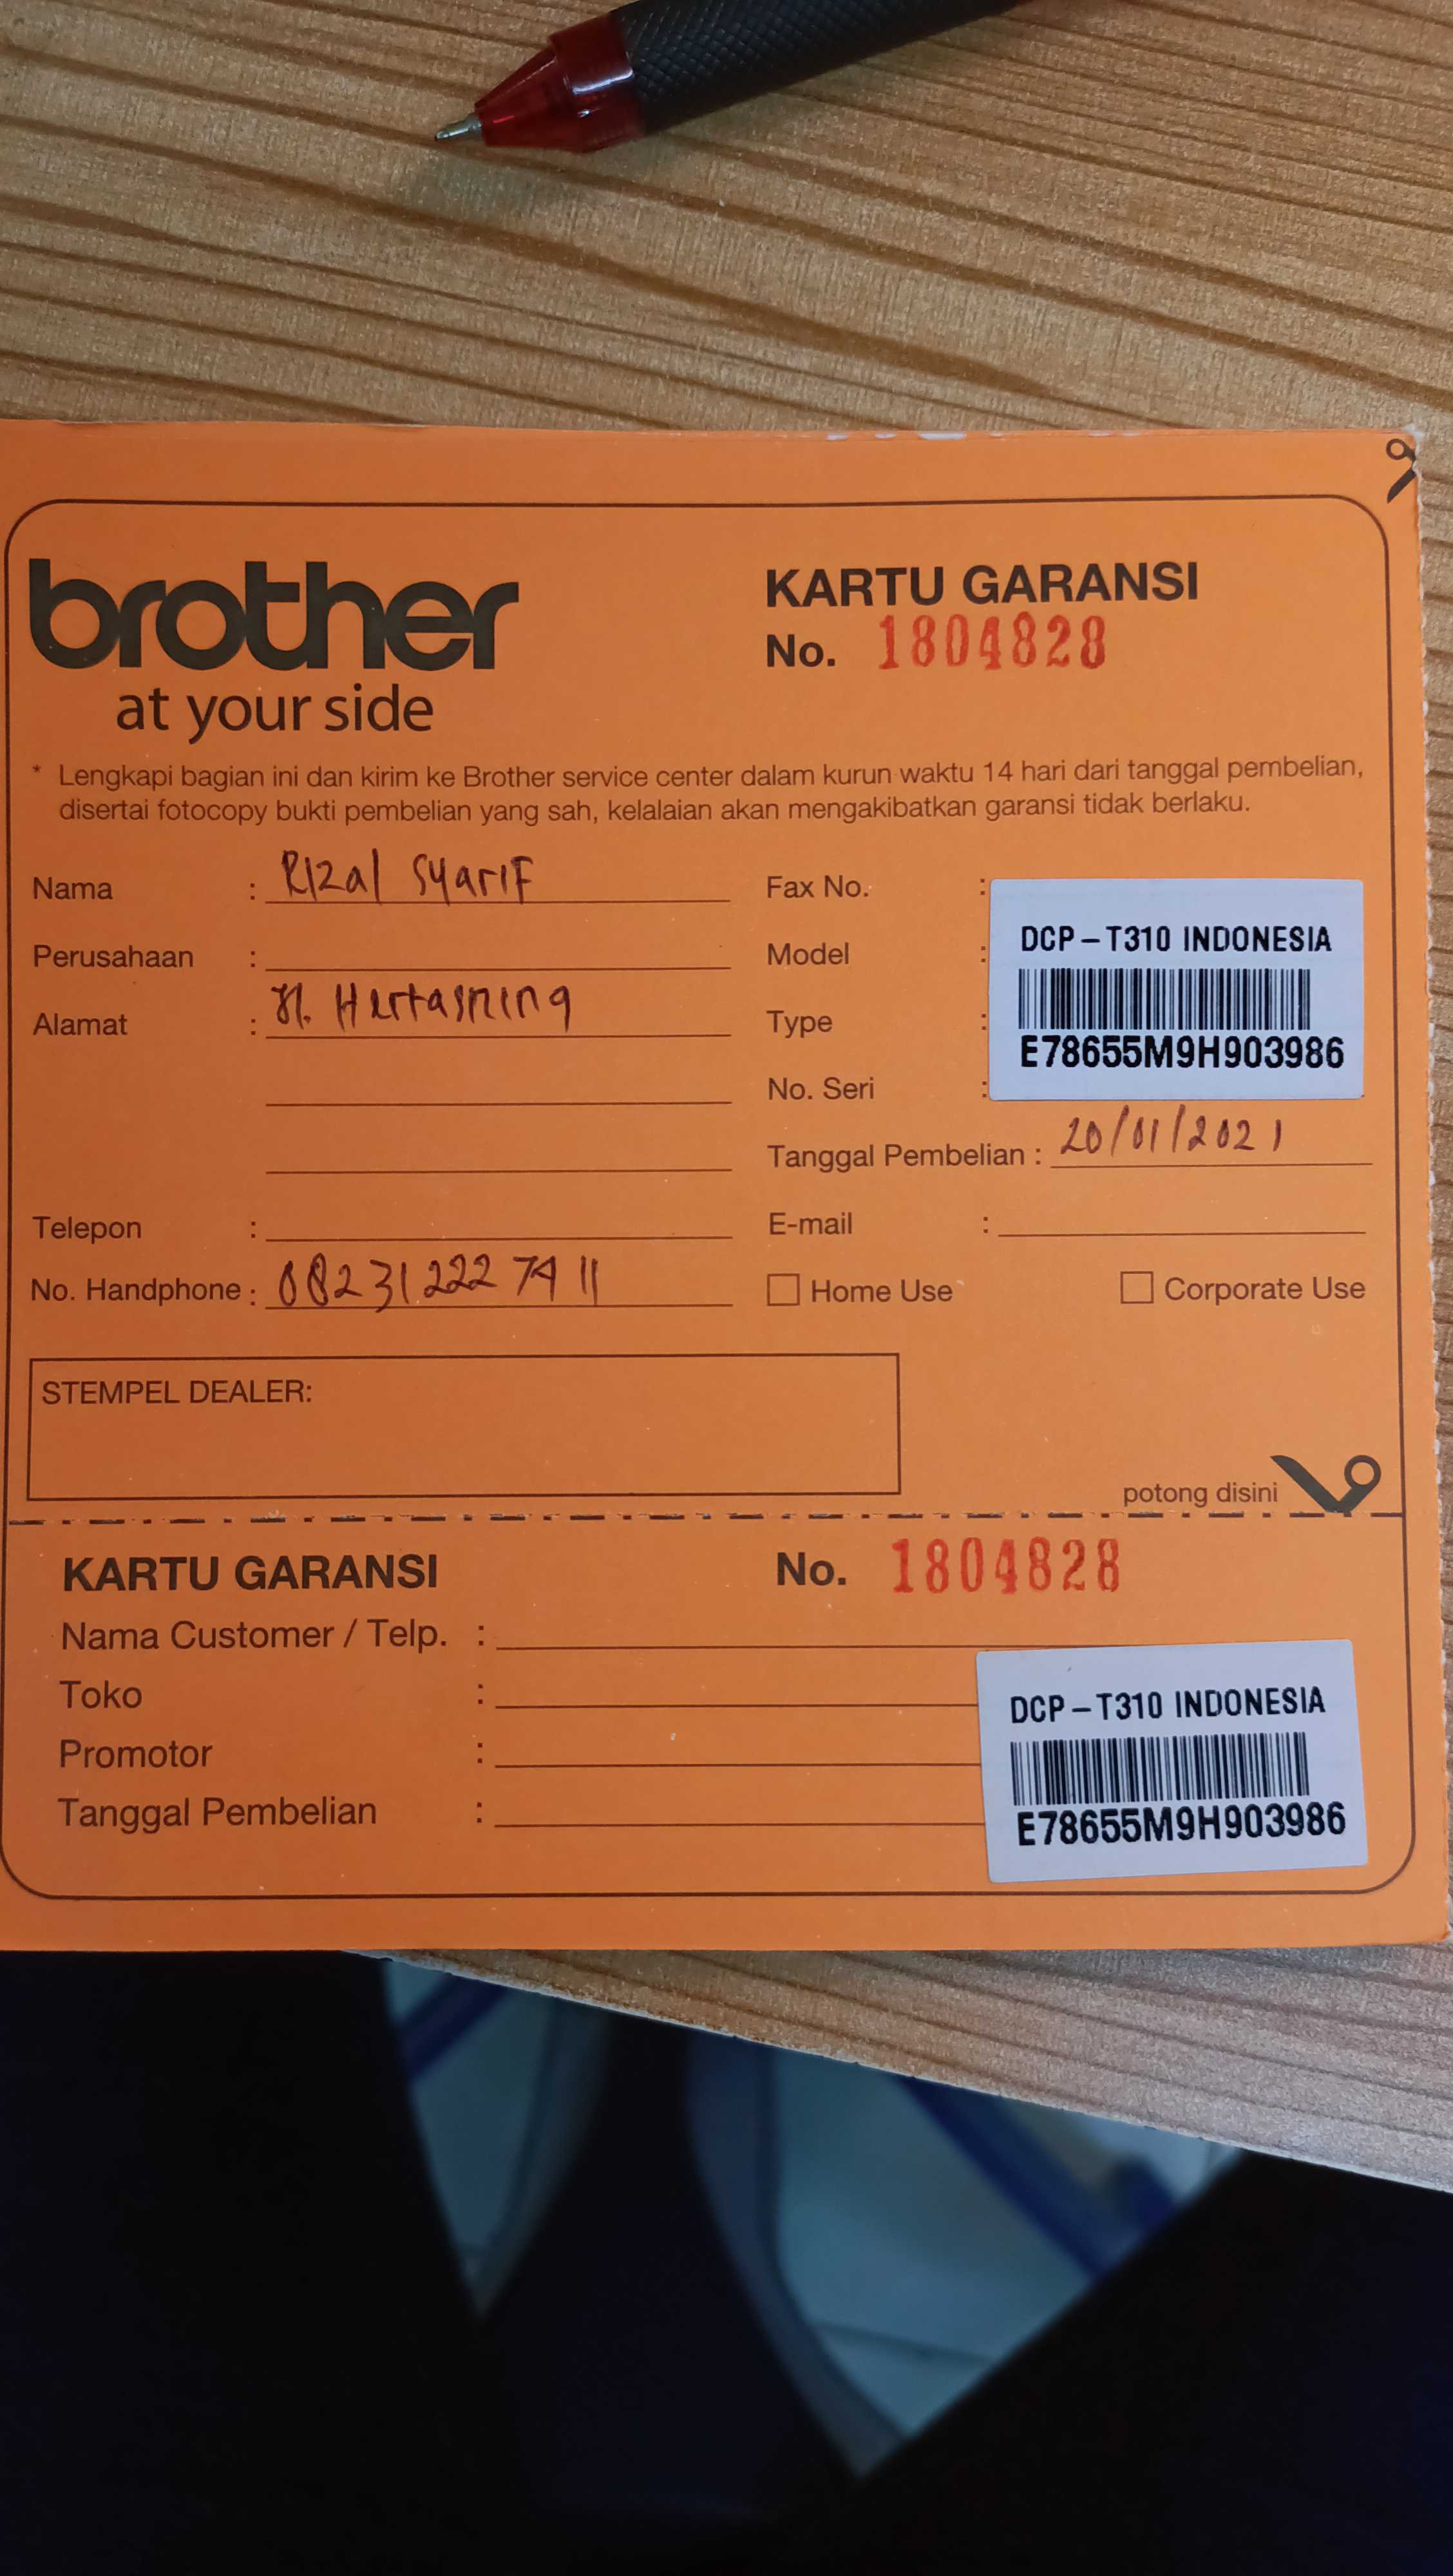 brother
at your side
KARTU GARANSI
No. 1804828
* Lengkapi bagian ini dan kirim ke Brother service center dalam kurun waktu 14 hari dari tanggal pembelian,
disertai fotocopy bukti pembelian yang sah, kelalaian akan mengakibatkan garansi tidak berlaku.
Nama : Rizal Syarif
Perusahaan :
Alamat : Jl. Hertasning
Telepon :
No. Handphone : 082312227411
Fax No. :
Model :
Type :
No. Seri :
DCP-T310 INDONESIA
E78655M9H903986
Tanggal Pembelian : 20/01/2021
E-mail :
Home Use
Corporate Use
STEMPEL DEALER:
potong disini
KARTU GARANSI
No. 1804828
Nama Customer / Telp. :
Toko :
Promotor :
Tanggal Pembelian :
DCP-T310 INDONESIA
E78655M9H903986